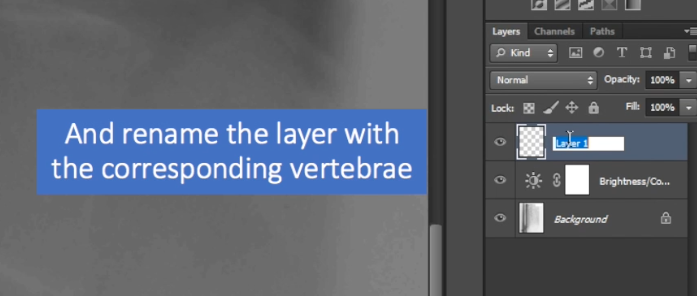 Layers Channels Paths
Kind
Normal Opacity: 100%
Lock: Fill: 100%
And rename the layer with
the corresponding vertebrae
Layer 1
Brightness/Co...
Background